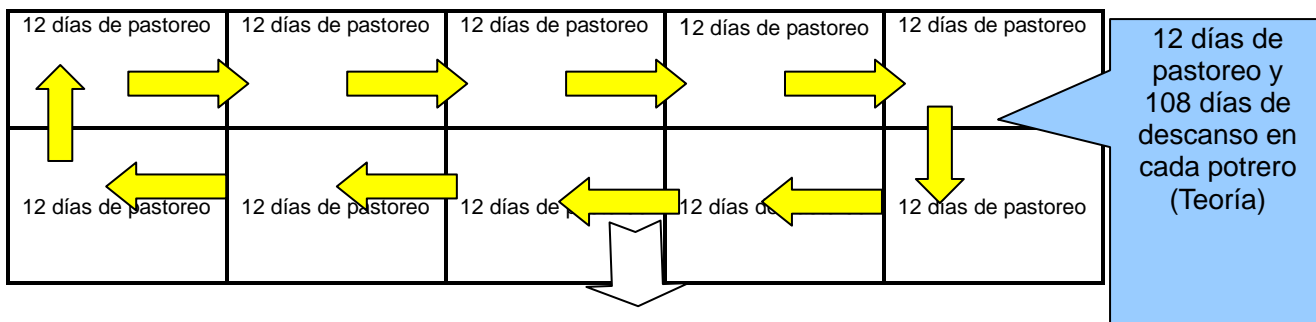 12 días de pastoreo
12 días de pastoreo
12 días de pastoreo
12 días de pastoreo
12 días de pastoreo
12 días de pastoreo
12 días de pastoreo
12 días de
12 días de pastoreo
12 días de
pastoreo y
108 días de
descanso en
cada potrero
(Teoría)